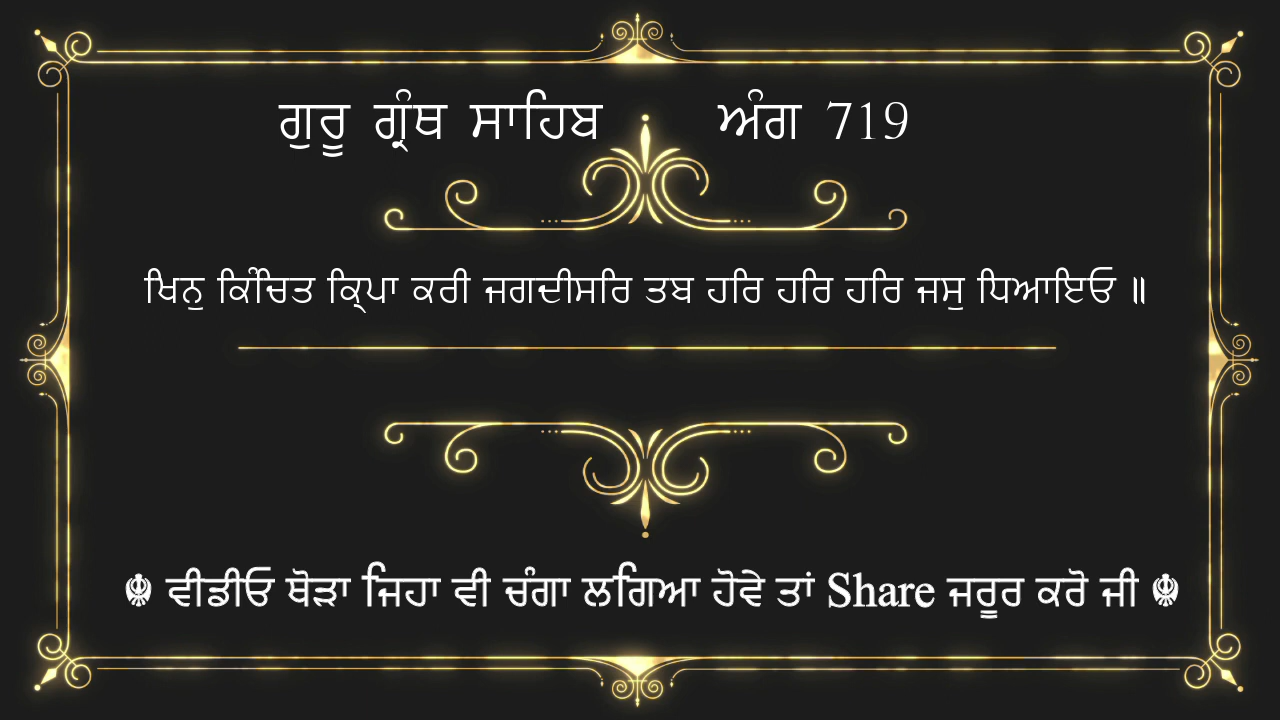 ਗੁਰੂ ਗ੍ਰੰਥ ਸਾਹਿਬ ਅੰਗ 719
ਖਿਨੁ ਕਿੰਚਿਤ ਕ੍ਰਿਪਾ ਕਰੀ ਜਗਦੀਸਰਿ ਤਬ ਹਰਿ ਹਰਿ ਹਰਿ ਜਸੁ ਧਿਆਇਓ ॥
☬ ਵੀਡੀਓ ਥੋੜਾ ਜਿਹਾ ਵੀ ਚੰਗਾ ਲਗਿਆ ਹੋਵੇ ਤਾਂ Share ਜਰੂਰ ਕਰੋ ਜੀ ☬